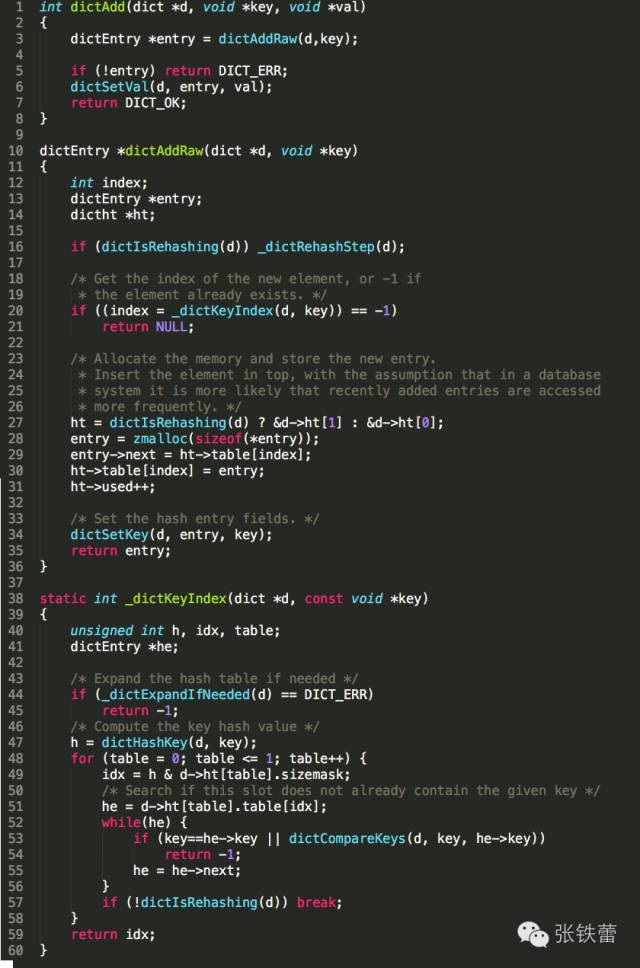 1 int dictAdd(dict *d, void *key, void *val)
2 {
3     dictEntry *entry = dictAddRaw(d,key);
4
5     if (!entry) return DICT_ERR;
6     dictSetVal(d, entry, val);
7     return DICT_OK;
8 }
9
10 dictEntry *dictAddRaw(dict *d, void *key)
11 {
12     int index;
13     dictEntry *entry;
14     dictht *ht;
15
16     if (dictIsRehashing(d)) _dictRehashStep(d);
17
18     /* Get the index of the new element, or -1 if
19      * the element already exists. */
20     if ((index = _dictKeyIndex(d, key)) == -1)
21         return NULL;
22
23     /* Allocate the memory and store the new entry.
24      * Insert the element in top, with the assumption that in a database
25      * system it is more likely that recently added entries are accessed
26      * more frequently. */
27     ht = dictIsRehashing(d) ? &d->ht[1] : &d->ht[0];
28     entry = zmalloc(sizeof(*entry));
29     entry->next = ht->table[index];
30     ht->table[index] = entry;
31     ht->used++;
32
33     /* Set the hash entry fields. */
34     dictSetKey(d, entry, key);
35     return entry;
36 }
37
38 static int _dictKeyIndex(dict *d, const void *key)
39 {
40     unsigned int h, idx, table;
41     dictEntry *he;
42
43     /* Expand the hash table if needed */
44     if (_dictExpandIfNeeded(d) == DICT_ERR)
45         return -1;
46     /* Compute the key hash value */
47     h = dictHashKey(d, key);
48     for (table = 0; table <= 1; table++) {
49         idx = h & d->ht[table].sizemask;
50         /* Search if this slot does not already contain the given key */
51         he = d->ht[table].table[idx];
52         while(he) {
53             if (key==he->key || dictCompareKeys(d, key, he->key))
54                 return -1;
55             he = he->next;
56         }
57         if (!dictIsRehashing(d)) break;
58     }
59     return idx;
60 }
张铁蕾